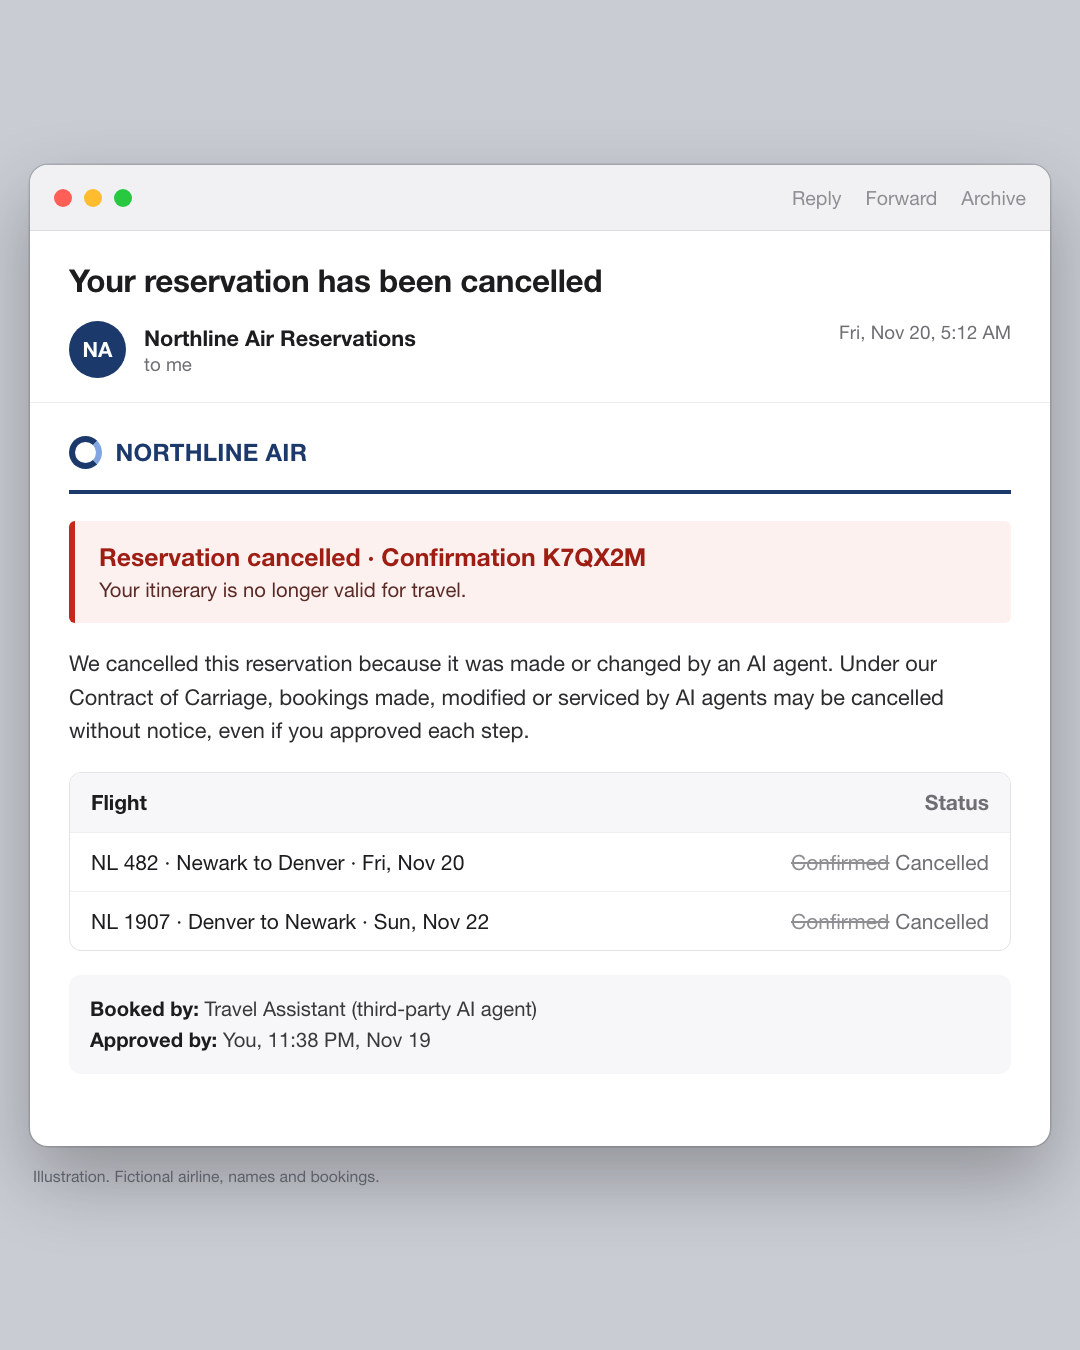 Reply Forward Archive
Your reservation has been cancelled
NA
Northline Air Reservations
Fri, Nov 20, 5:12 AM
to me
NORTHLINE AIR
Reservation cancelled · Confirmation K7QX2M
Your itinerary is no longer valid for travel.
We cancelled this reservation because it was made or changed by an AI agent. Under our
Contract of Carriage, bookings made, modified or serviced by AI agents may be cancelled
without notice, even if you approved each step.
Flight Status
NL 482 · Newark to Denver · Fri, Nov 20 Confirmed Cancelled
NL 1907 · Denver to Newark · Sun, Nov 22 Confirmed Cancelled
Booked by: Travel Assistant (third-party AI agent)
Approved by: You, 11:38 PM, Nov 19
Illustration. Fictional airline, names and bookings.